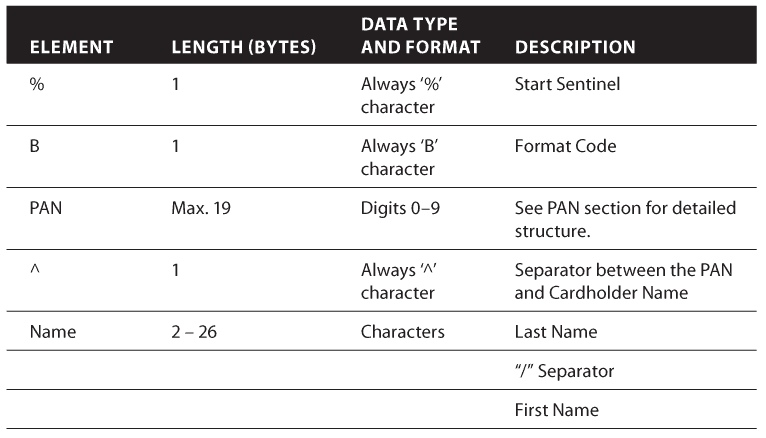 ELEMENT LENGTH (BYTES) DATA TYPE AND FORMAT DESCRIPTION
% 1 Always ‘%’ character Start Sentinel
B 1 Always ‘B’ character Format Code
PAN Max. 19 Digits 0–9 See PAN section for detailed structure.
^ 1 Always ‘^’ character Separator between the PAN and Cardholder Name
Name 2 – 26 Characters Last Name
“/” Separator
First Name